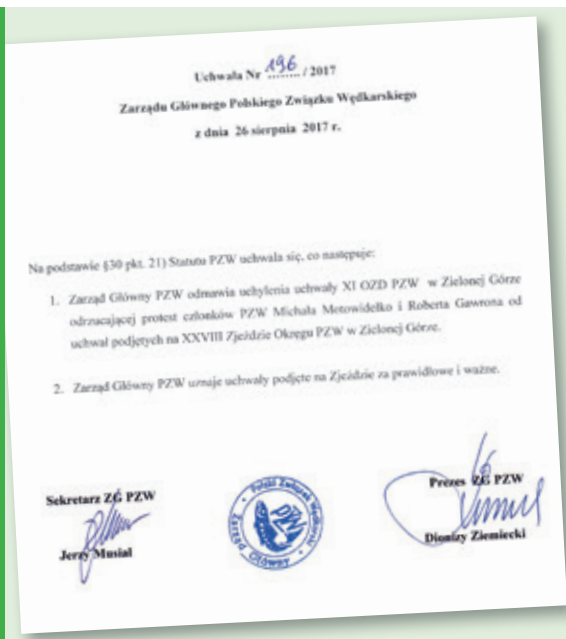 Uchwała Nr 196 / 2017
Zarządu Głównego Polskiego Związku Wędkarskiego
z dnia 26 sierpnia 2017 r.
Na podstawie §30 pkt. 21) Statutu PZW uchwala się, co następuje:
1. Zarząd Główny PZW odmawia uchylenia uchwały XI OZD PZW w Zielonej Górze
odrzucającej protest członków PZW Michała Motowidełko i Roberta Gawrona od
uchwał podjętych na XXVIII Zjeździe Okręgu PZW w Zielonej Górze.
2. Zarząd Główny PZW uznaje uchwały podjęte na Zjeździe za prawidłowe i ważne.
Sekretarz ZG PZW
Jerzy Musiał
Polski Związek Wędkarski
Zarząd Główny
PZW
Prezes ZG PZW
Dionizy Ziemiecki